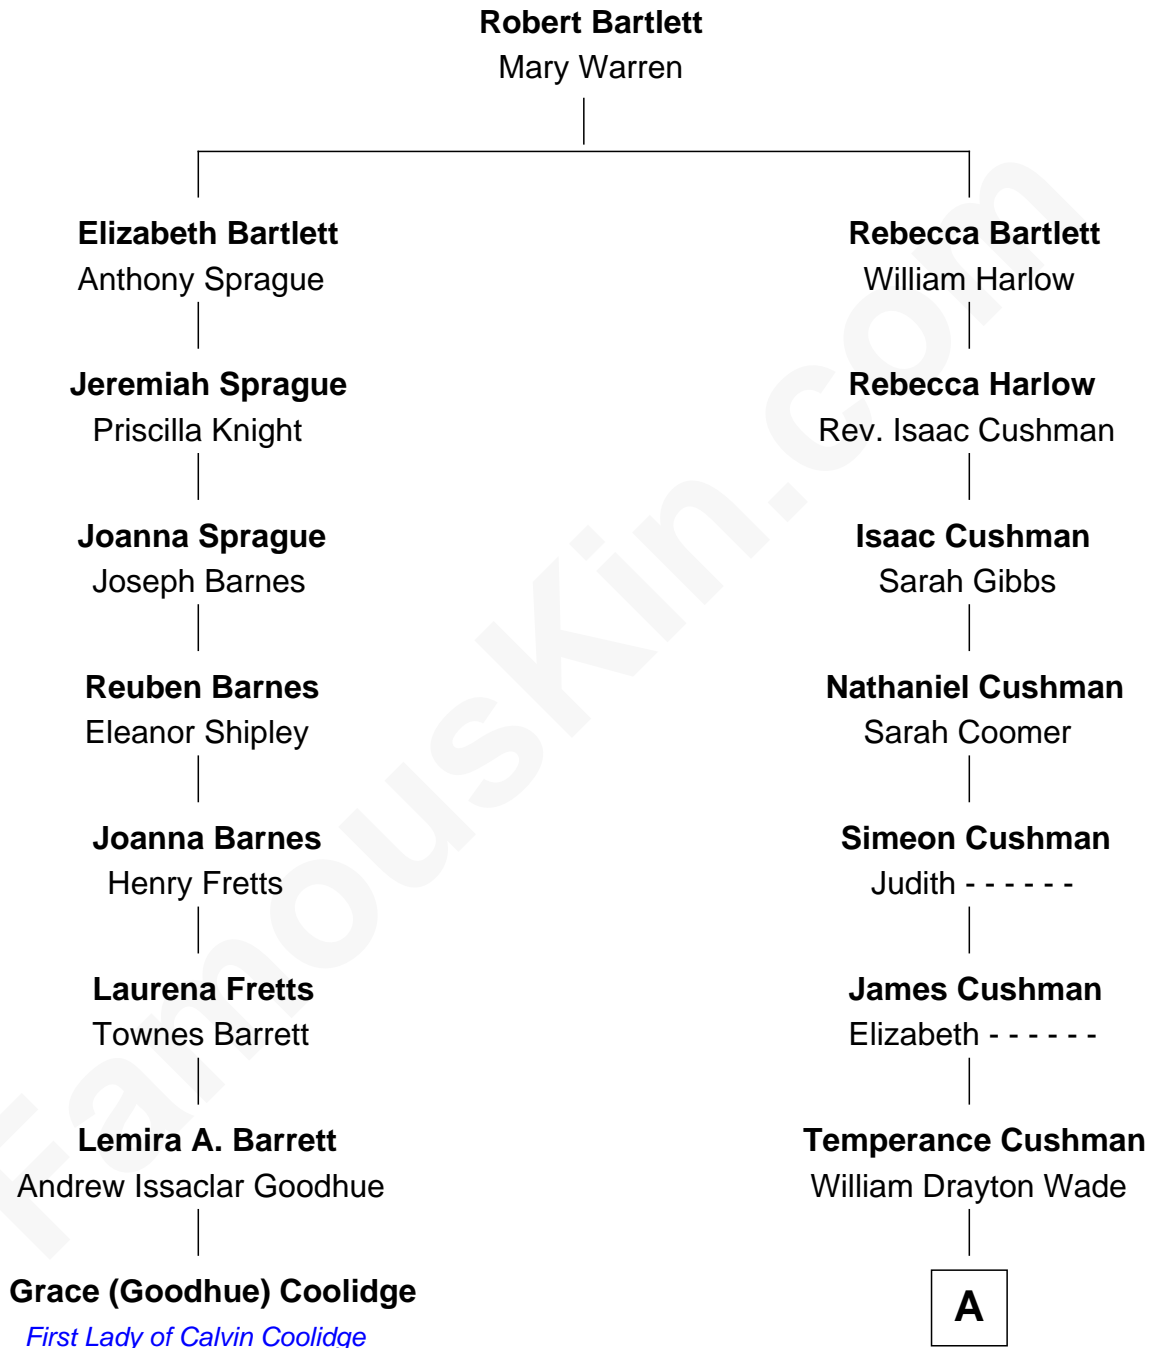 Robert Bartlett
Mary Warren
Elizabeth Bartlett
Anthony Sprague
Rebecca Bartlett
William Harlow
Jeremiah Sprague
Priscilla Knight
Rebecca Harlow
Rev. Isaac Cushman
Joanna Sprague
Joseph Barnes
Isaac Cushman
Sarah Gibbs
Reuben Barnes
Eleanor Shipley
Nathaniel Cushman
Sarah Coomer
Joanna Barnes
Henry Fretts
Simeon Cushman
Judith - - - - - -
Laurena Fretts
Townes Barrett
James Cushman
Elizabeth - - - - - -
Lemira A. Barrett
Andrew Issaclar Goodhue
Temperance Cushman
William Drayton Wade
Grace (Goodhue) Coolidge
First Lady of Calvin Coolidge
A
FamousKin.com